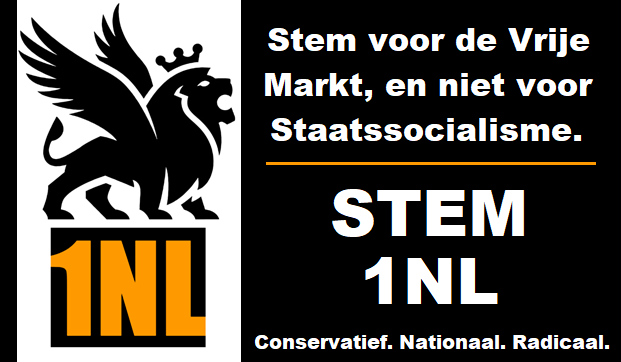 Stem voor de Vrije
Markt, en niet voor
Staatssocialisme.
STEM
1NL
Conservatief. Nationaal. Radicaal.
1NL